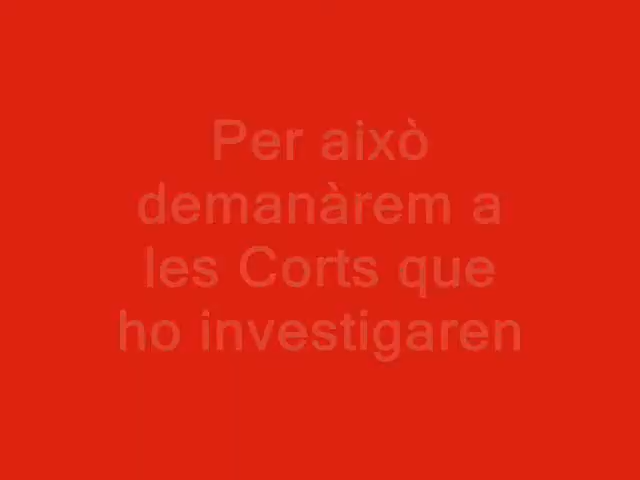 Per això
demanàrem a
les Corts que
ho investigaren